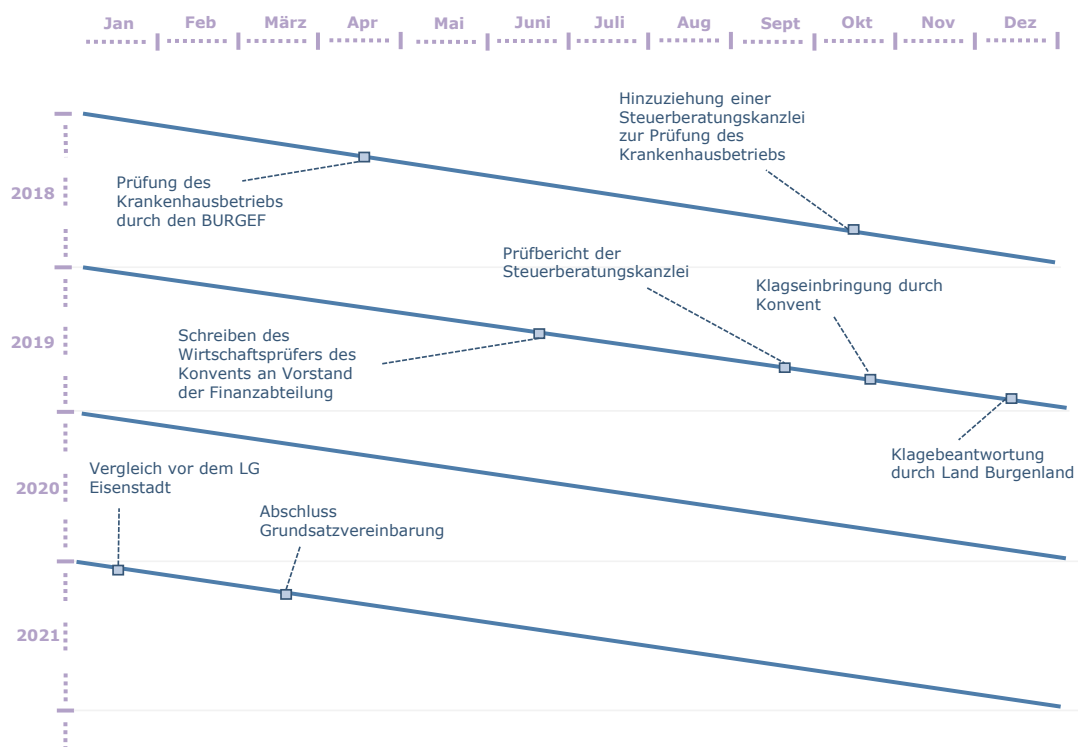 Jan Feb März Apr Mai Juni Juli Aug Sept Okt Nov Dez
Hinzuziehung einer
Steuerberatungskanzlei
zur Prüfung des
Krankenhausbetriebs
2018
Prüfung des
Krankenhausbetriebs
durch den BURGEF
Prüfbericht der
Steuerberatungskanzlei
Klagseinbringung durch
Konvent
2019
Schreiben des
Wirtschaftsprüfers des
Konvents an Vorstand
der Finanzabteilung
Klagebeantwortung
durch Land Burgenland
2020
Vergleich vor dem LG
Eisenstadt
Abschluss
Grundsatzvereinbarung
2021